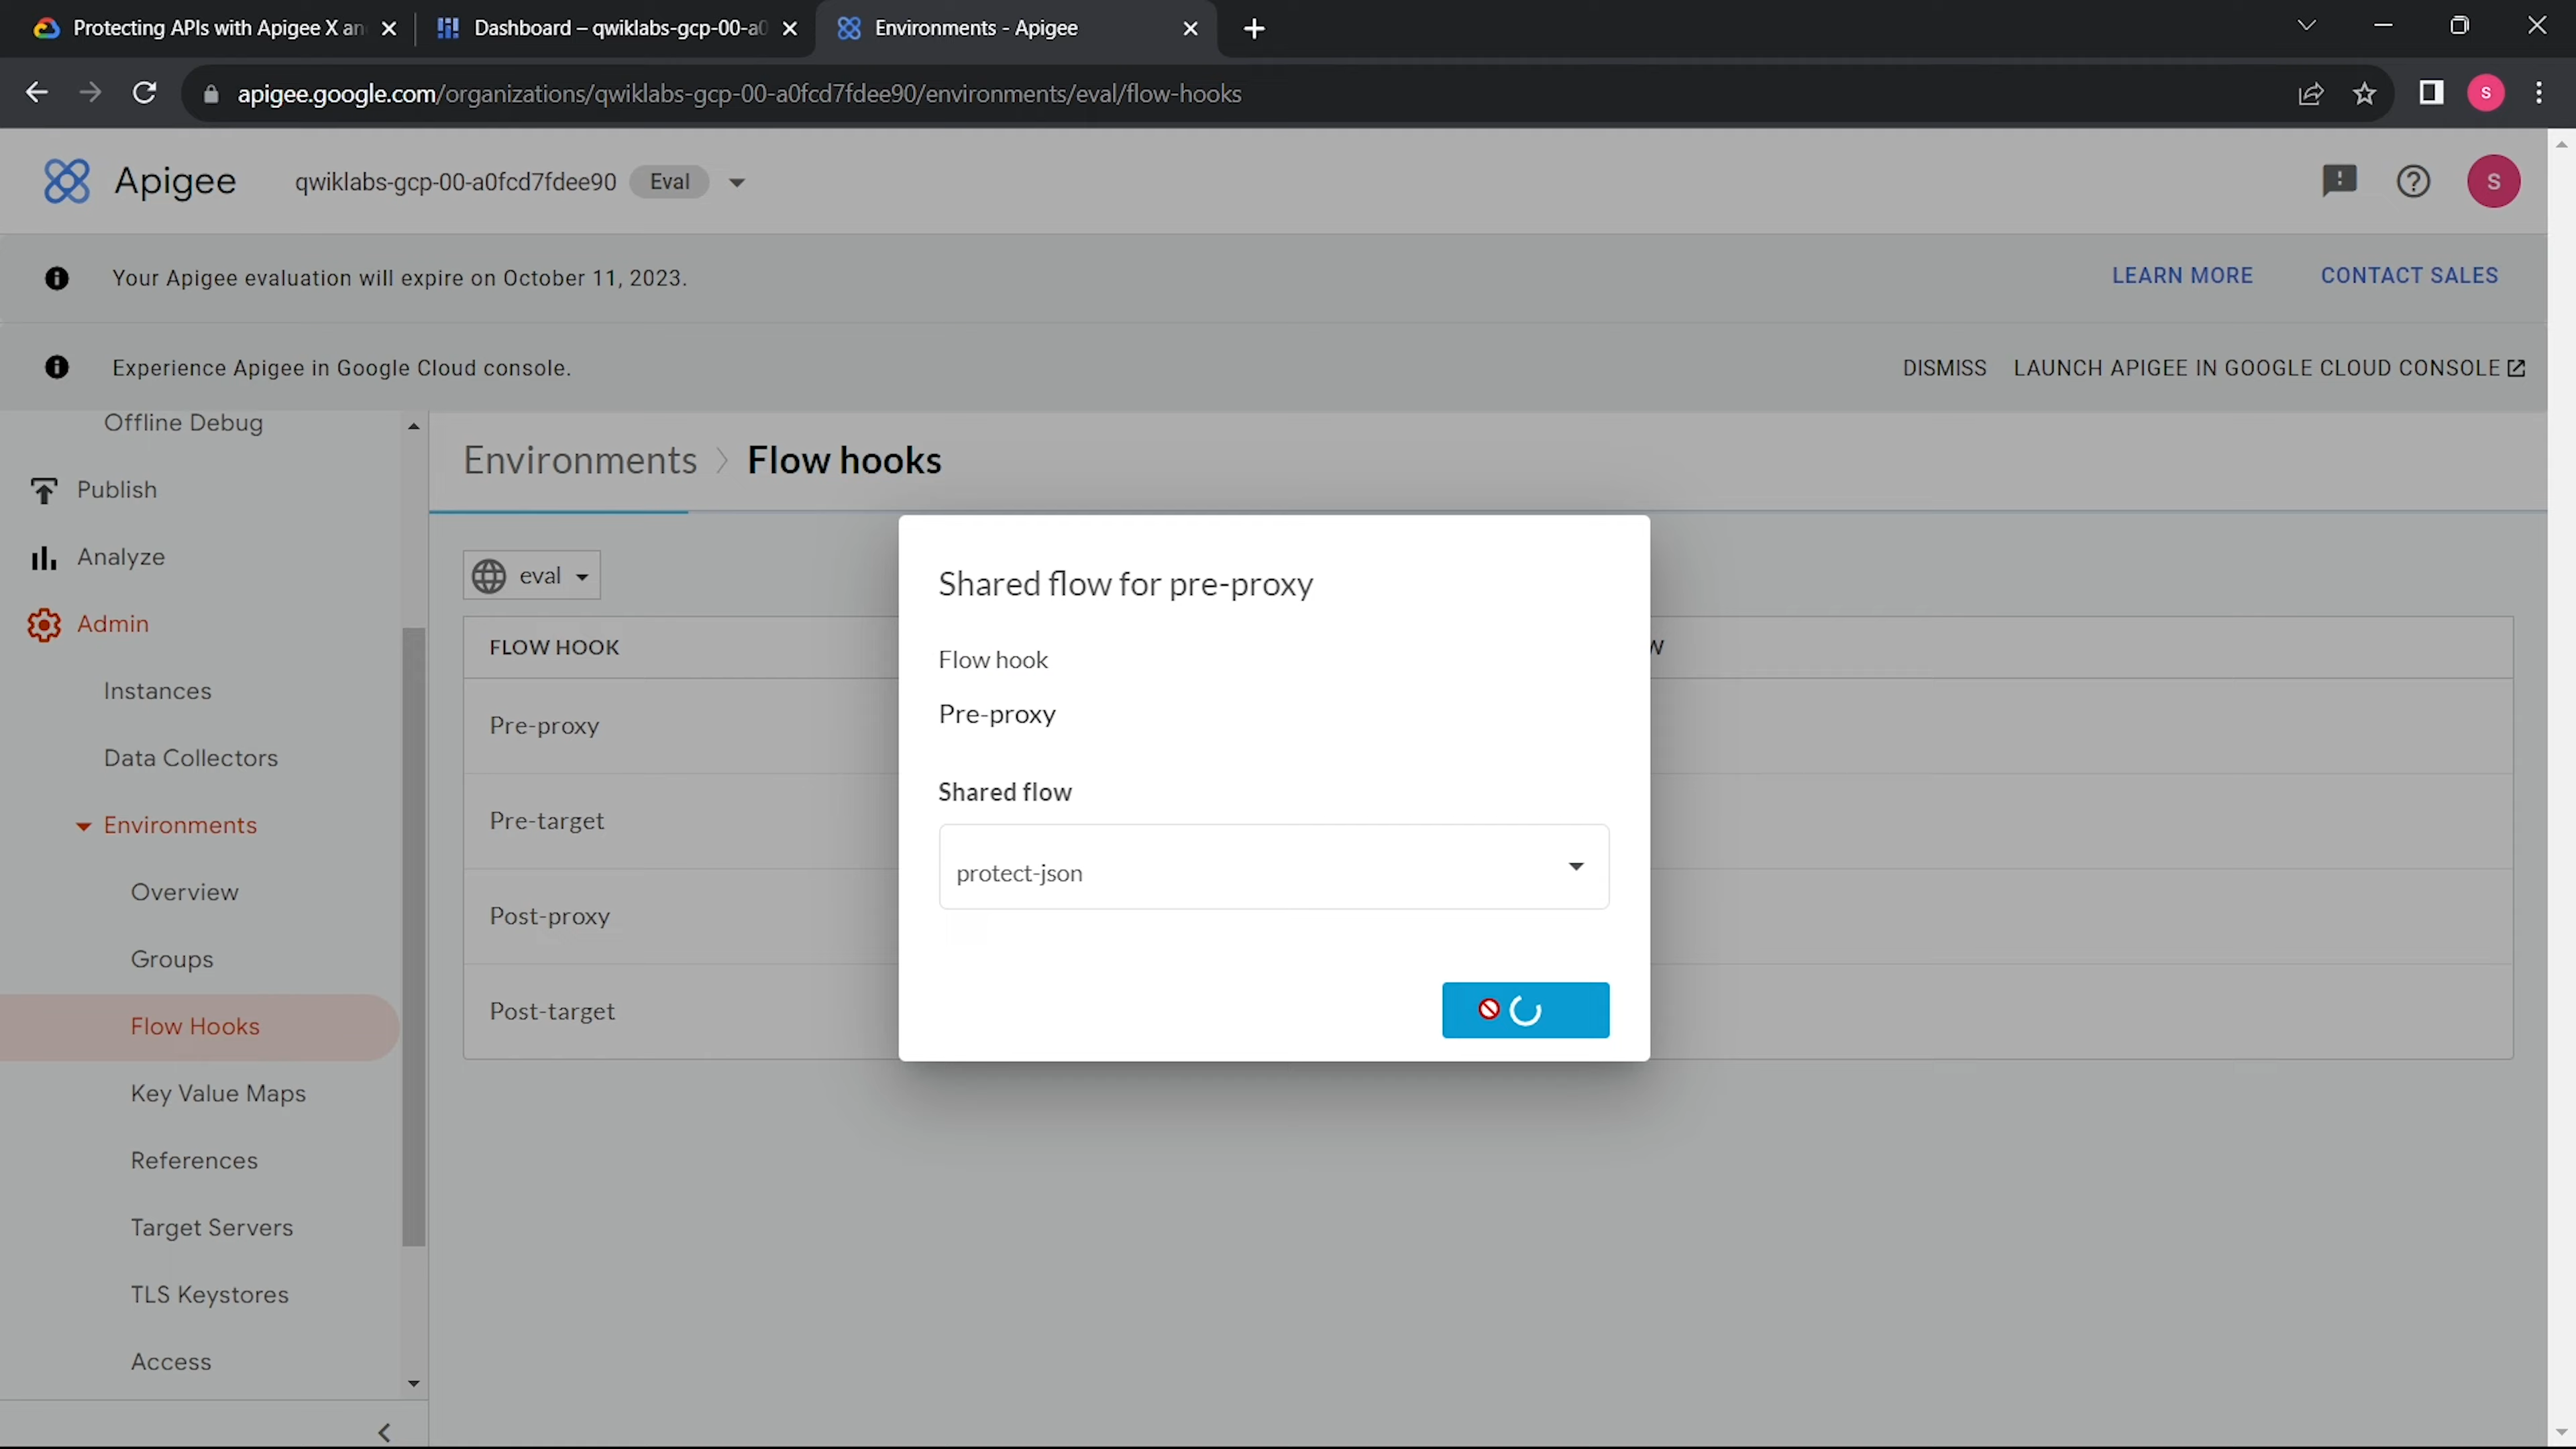 Protecting APIs with Apigee X an
Dashboard – qwiklabs-gcp-00-a0
Environments - Apigee
apigee.google.com/organizations/qwiklabs-gcp-00-a0fcd7fdee90/environments/eval/flow-hooks
S
Apigee
qwiklabs-gcp-00-a0fcd7fdee90
Eval
S
Your Apigee evaluation will expire on October 11, 2023.
LEARN MORE
CONTACT SALES
Experience Apigee in Google Cloud console.
DISMISS
LAUNCH APIGEE IN GOOGLE CLOUD CONSOLE
Offline Debug
Publish
Analyze
Admin
Instances
Data Collectors
Environments
Overview
Groups
Flow Hooks
Key Value Maps
References
Target Servers
TLS Keystores
Access
Environments > Flow hooks
eval
FLOW HOOK
W
Pre-proxy
Pre-target
Post-proxy
Post-target
Shared flow for pre-proxy
Flow hook
Pre-proxy
Shared flow
protect-json